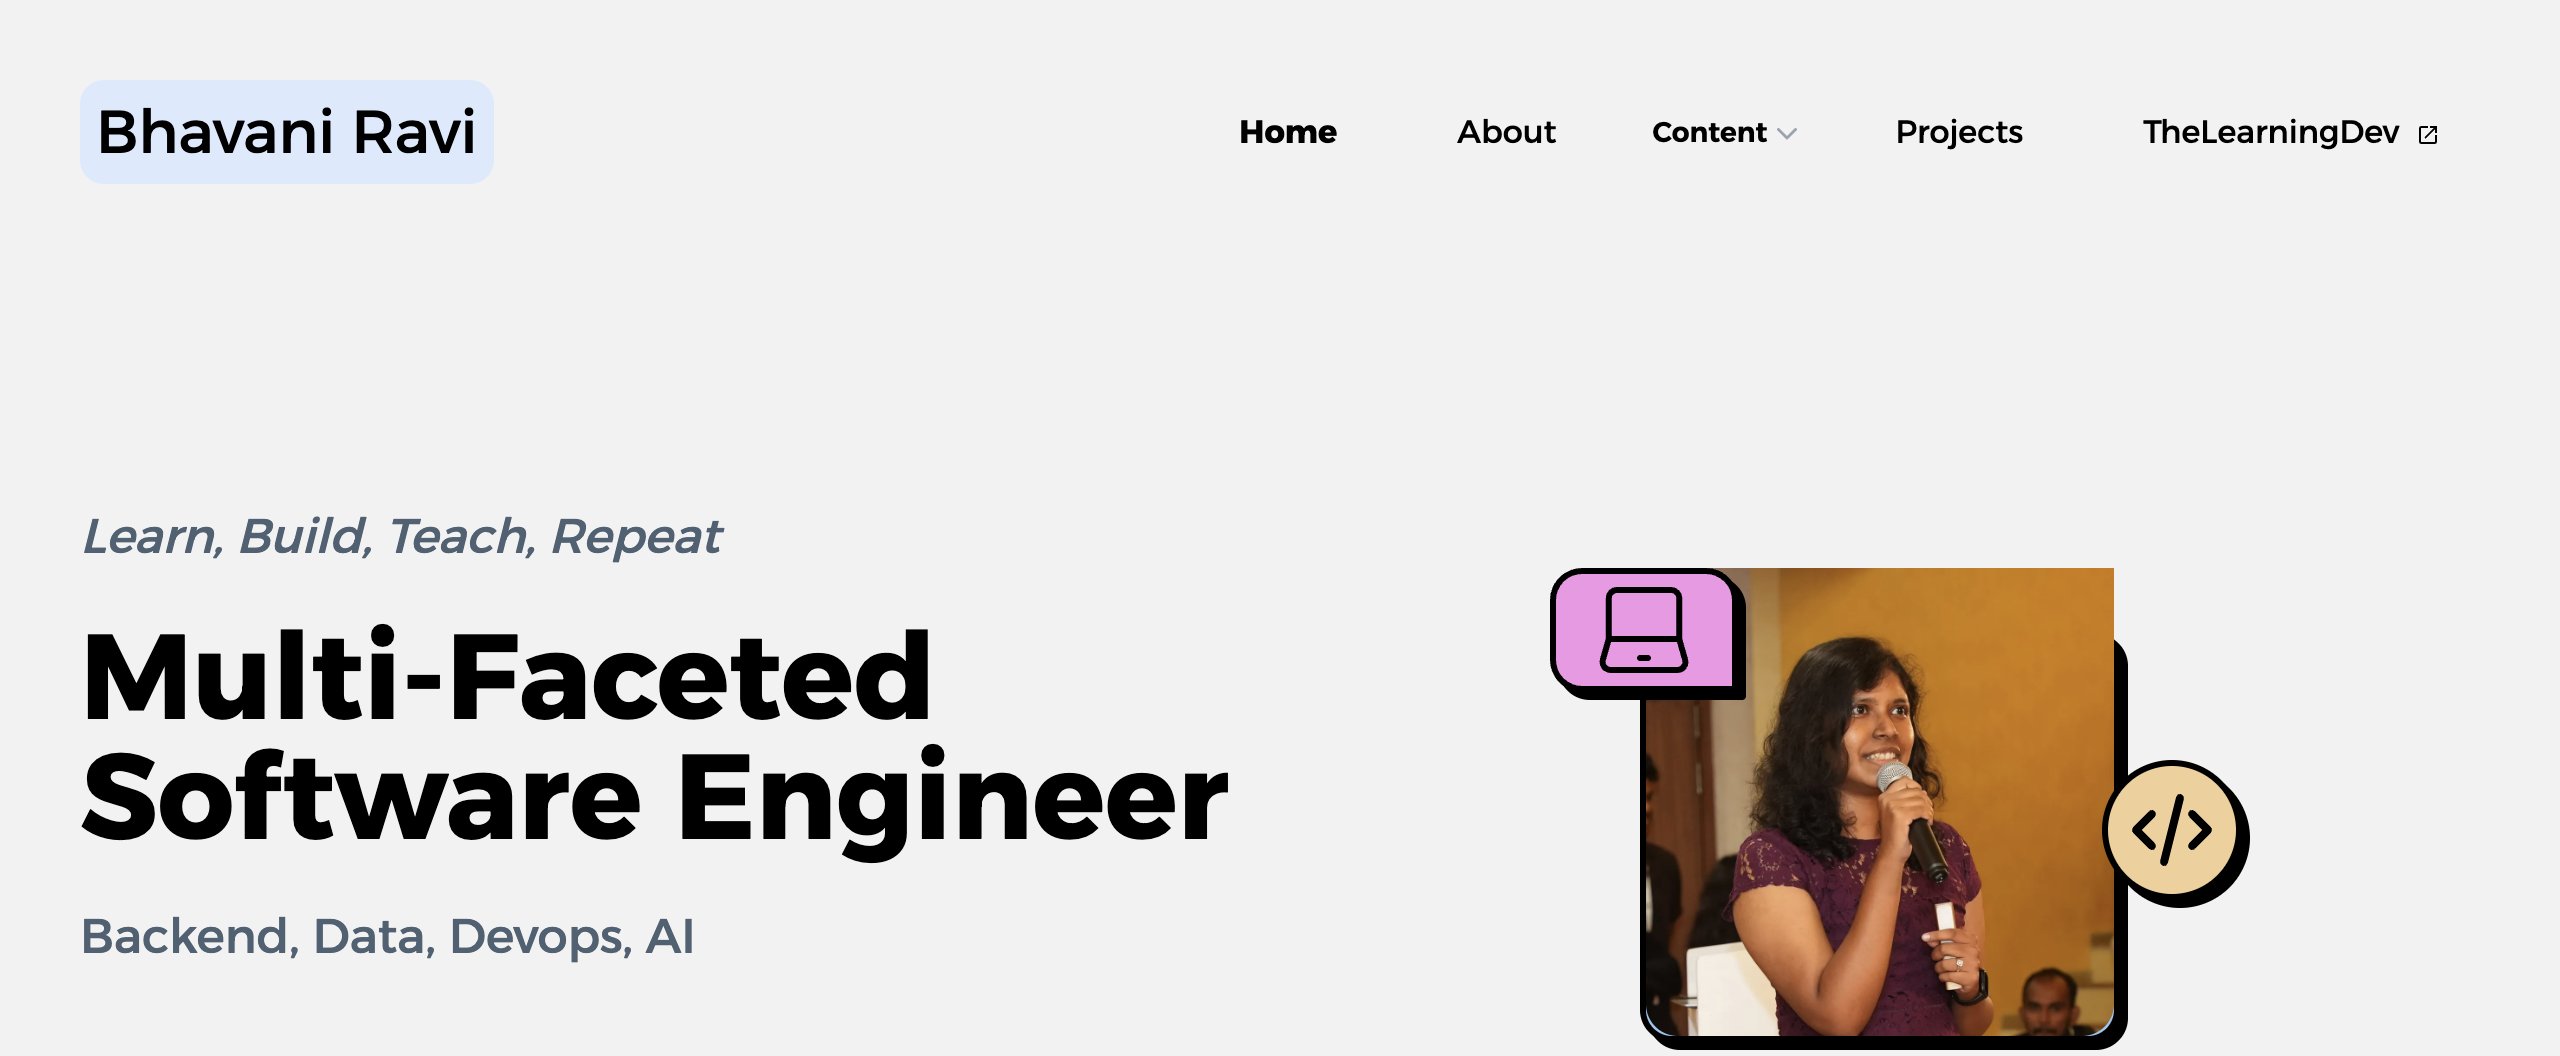 Bhavani Ravi
Home About Content Projects TheLearningDev
Learn, Build, Teach, Repeat
Multi-Faceted
Software Engineer
Backend, Data, Devops, AI